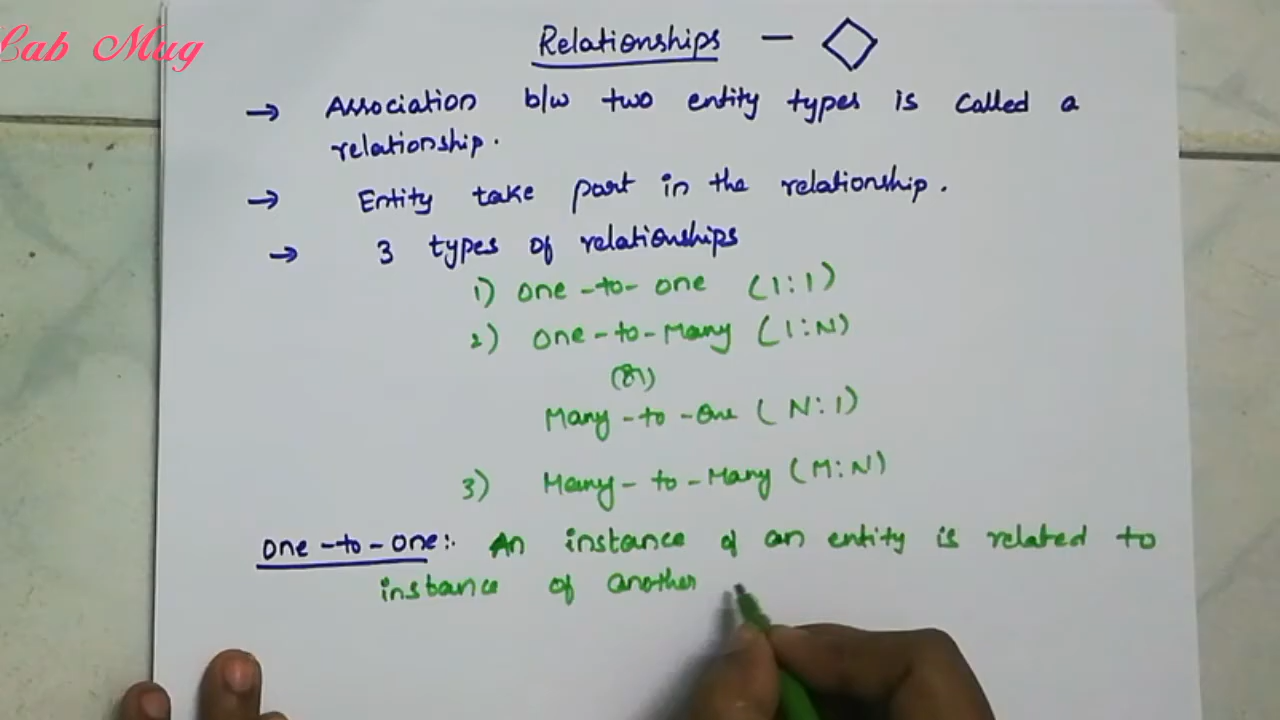 Lab Mug
Relationships –
→ Association b/w two entity types is called a
relationship.
→ Entity take part in the relationship.
→ 3 types of relationships
1) one-to-one (1:1)
2) one-to-Many (1:N)
(or)
Many-to-one (N:1)
3) Many-to-Many (M:N)
one-to-one:. An instance of an entity is related to
instance of another